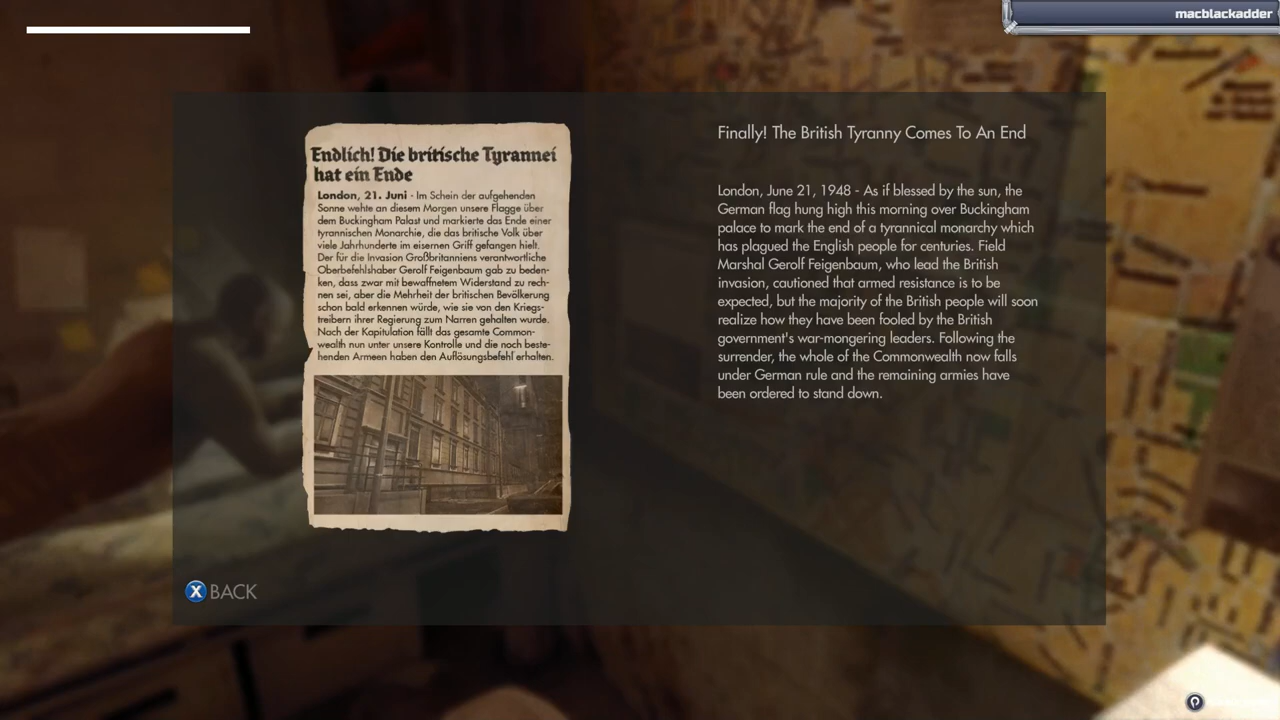 macblackadder
Endlich! Die britische Tyrannei
hat ein Ende
London, 21. Juni - Im Schein der aufgehenden
Sonne wehte an diesem Morgen unsere Flagge über
dem Buckingham Palast und markierte das Ende einer
tyrannischen Monarchie, die das britische Volk über
viele Jahrhunderte im eisernen Griff gefangen hielt.
Der für die Invasion Großbritanniens verantwortliche
Oberbefehlshaber Gerolf Feigenbaum gab zu beden-
ken, dass zwar mit bewaffnetem Widerstand zu rech-
nen sei, aber die Mehrheit der britischen Bevölkerung
schon bald erkennen würde, wie sie von den Kriegs-
treibern ihrer Regierung zum Narren gehalten wurde.
Nach der Kapitulation fällt das gesamte Common-
wealth nun unter unsere Kontrolle und die noch beste-
henden Armeen haben den Auflösungsbefehl erhalten.
Finally! The British Tyranny Comes To An End
London, June 21, 1948 - As if blessed by the sun, the
German flag hung high this morning over Buckingham
palace to mark the end of a tyrannical monarchy which
has plagued the English people for centuries. Field
Marshal Gerolf Feigenbaum, who lead the British
invasion, cautioned that armed resistance is to be
expected, but the majority of the British people will soon
realize how they have been fooled by the British
government's war-mongering leaders. Following the
surrender, the whole of the Commonwealth now falls
under German rule and the remaining armies have
been ordered to stand down.
X BACK